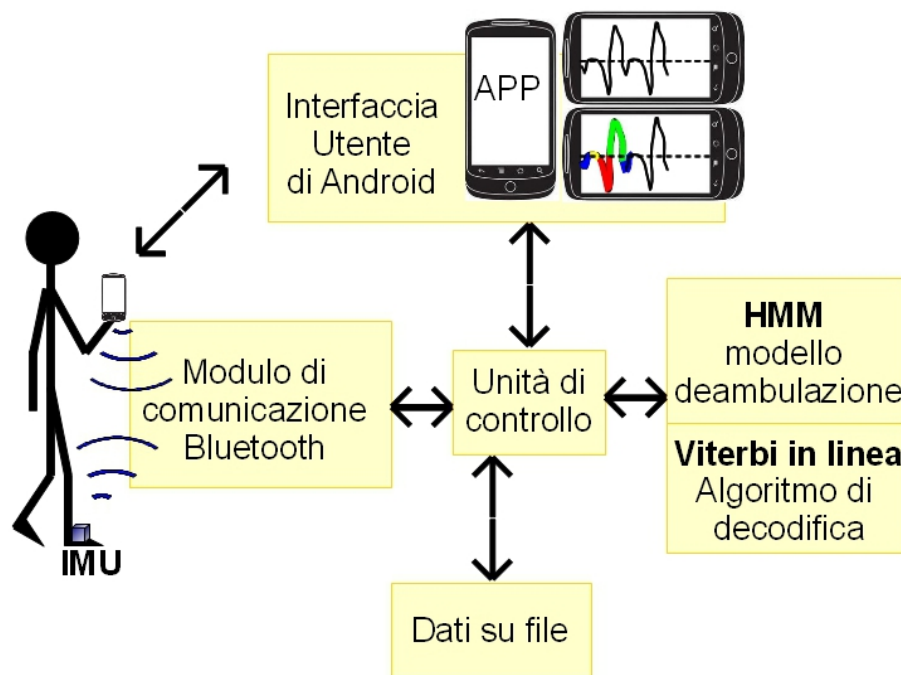 Interfaccia
Utente
di Android
APP
Modulo di
comunicazione
Bluetooth
Unità di
controllo
HMM
modello
deambulazione
Viterbi in linea
Algoritmo di
decodifica
IMU
Dati su file